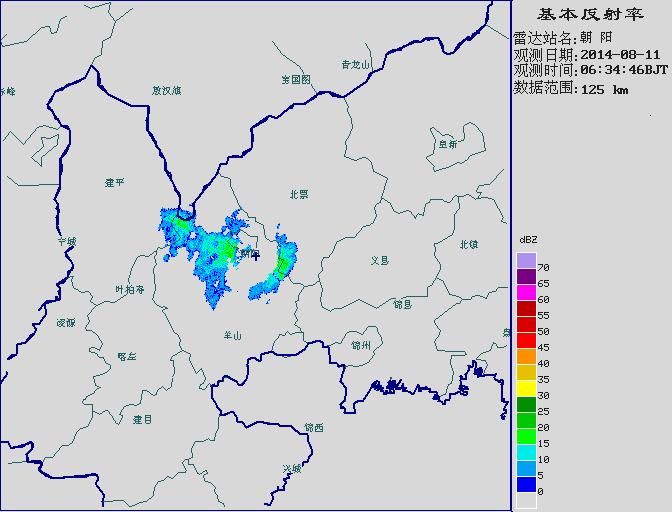 基本反射率
雷达站名:朝 阳
观测日期:2014-08-11
观测时间:06:34:46BJT
数据范围:125 km
青龙山
宝国图
敖汉旗
赤峰
阜新
建平
北票
宁城
北镇
朝阳
义县
叶柏寿
锦县
凌源
羊山
锦州
盘
喀左
建昌
锦西
兴城
dBZ
70
65
60
55
50
45
40
35
30
25
20
15
10
5
0